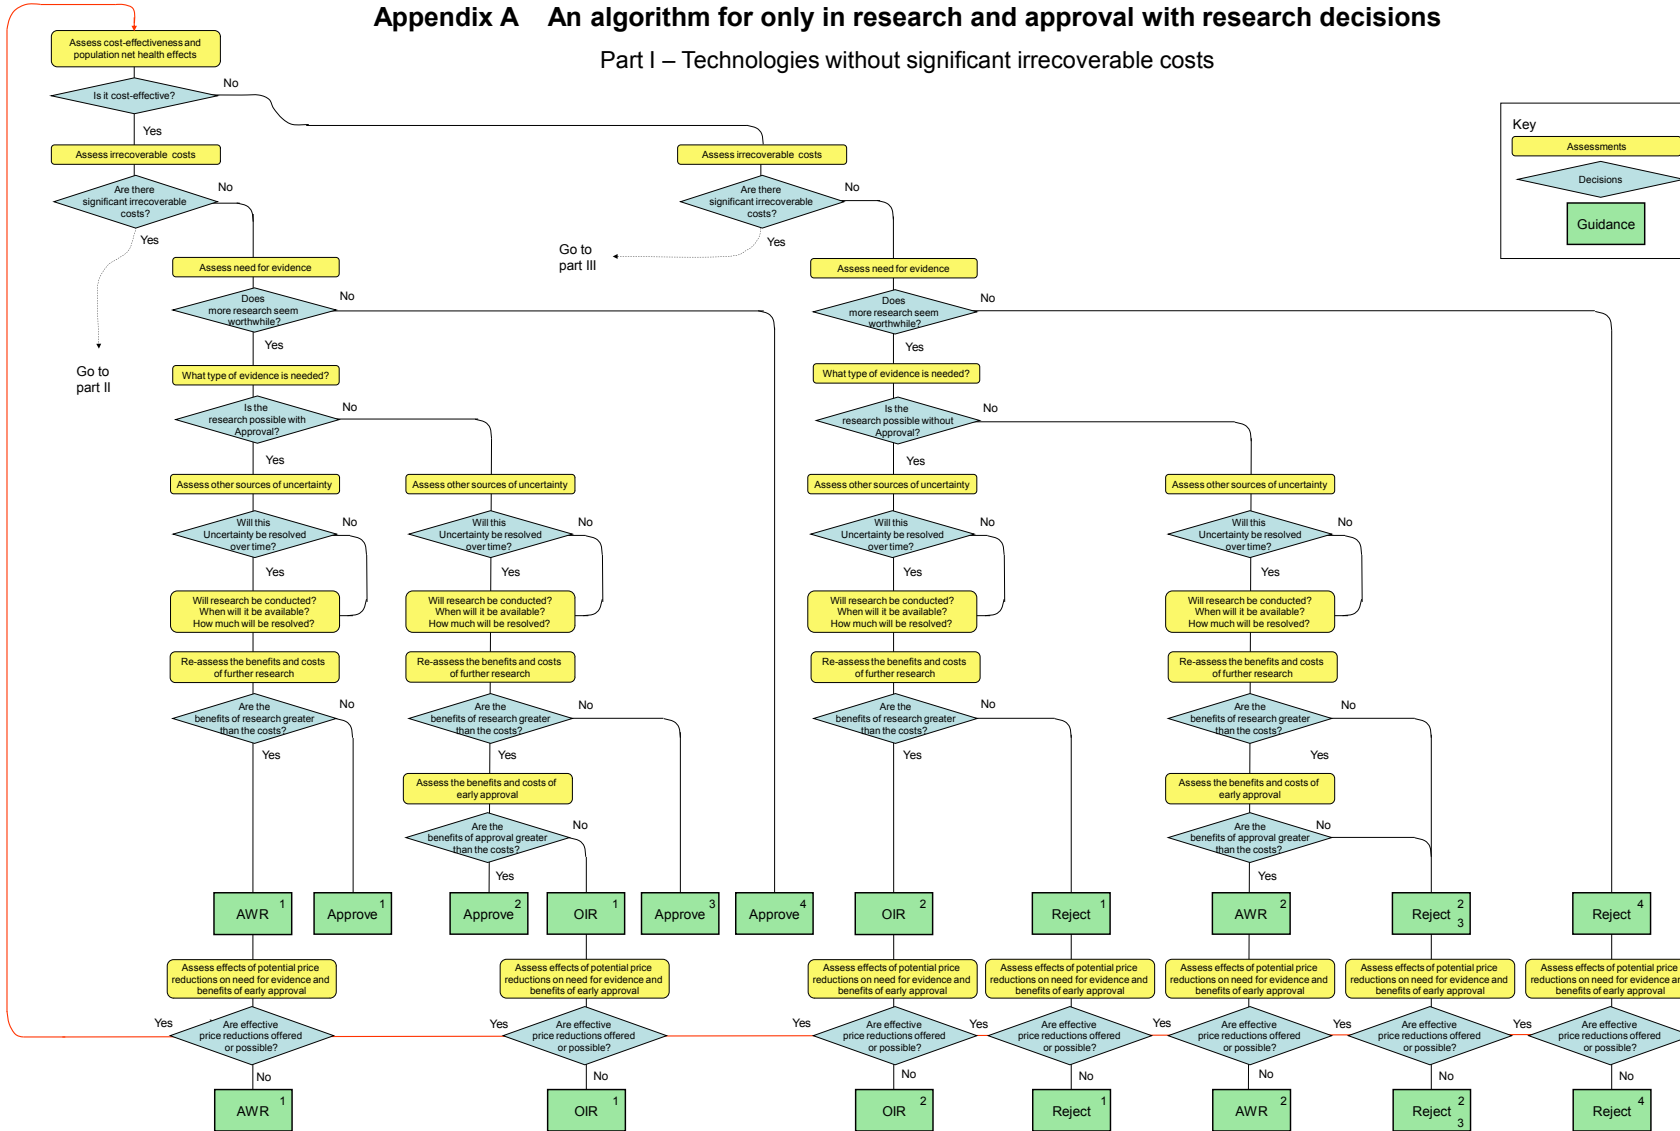 Appendix A An algorithm for only in research and approval with research decisions
Part I – Technologies without significant irrecoverable costs
Assess cost-effectiveness and
population net health effects
Is it cost-effective?
No
Yes
Key
Assessments
Decisions
Guidance
Assess irrecoverable costs
Are there
significant irrecoverable
costs?
No
Yes
Go to
part II
Assess irrecoverable costs
Are there
significant irrecoverable
costs?
No
Yes
Go to
part III
Assess need for evidence
Does
more research seem
worthwhile?
No
Yes
What type of evidence is needed?
Is the
research possible with
Approval?
No
Yes
Assess need for evidence
Does
more research seem
worthwhile?
No
Yes
What type of evidence is needed?
Is the
research possible without
Approval?
No
Yes
Assess other sources of uncertainty
Will this
Uncertainty be resolved
over time?
No
Yes
Will research be conducted?
When will it be available?
How much will be resolved?
Re-assess the benefits and costs
of further research
Are the
benefits of research greater
than the costs?
No
Yes
Assess other sources of uncertainty
Will this
Uncertainty be resolved
over time?
No
Yes
Will research be conducted?
When will it be available?
How much will be resolved?
Re-assess the benefits and costs
of further research
Are the
benefits of research greater
than the costs?
No
Yes
Assess the benefits and costs of
early approval
Are the
benefits of approval greater
than the costs?
No
Yes
Assess other sources of uncertainty
Will this
Uncertainty be resolved
over time?
No
Yes
Will research be conducted?
When will it be available?
How much will be resolved?
Re-assess the benefits and costs
of further research
Are the
benefits of research greater
than the costs?
No
Yes
Assess other sources of uncertainty
Will this
Uncertainty be resolved
over time?
No
Yes
Will research be conducted?
When will it be available?
How much will be resolved?
Re-assess the benefits and costs
of further research
Are the
benefits of research greater
than the costs?
No
Yes
Assess the benefits and costs of
early approval
Are the
benefits of approval greater
than the costs?
No
Yes
AWR 1
Approve 1
Approve 2
OIR 1
Approve 3
Approve 4
OIR 2
Reject 1
AWR 2
Reject 2
3
Reject 4
Assess effects of potential price
reductions on need for evidence and
benefits of early approval
Yes
Are effective
price reductions offered
or possible?
No
AWR 1
Assess effects of potential price
reductions on need for evidence and
benefits of early approval
Yes
Are effective
price reductions offered
or possible?
No
OIR 1
Assess effects of potential price
reductions on need for evidence and
benefits of early approval
Yes
Are effective
price reductions offered
or possible?
No
OIR 2
Assess effects of potential price
reductions on need for evidence and
benefits of early approval
Yes
Are effective
price reductions offered
or possible?
No
Reject 1
Assess effects of potential price
reductions on need for evidence and
benefits of early approval
Yes
Are effective
price reductions offered
or possible?
No
AWR 2
Assess effects of potential price
reductions on need for evidence and
benefits of early approval
Yes
Are effective
price reductions offered
or possible?
No
Reject 2
3
Assess effects of potential price
reductions on need for evidence
benefits of early approval
Yes
Are effective
price reductions offered
or possible?
No
Reject 4